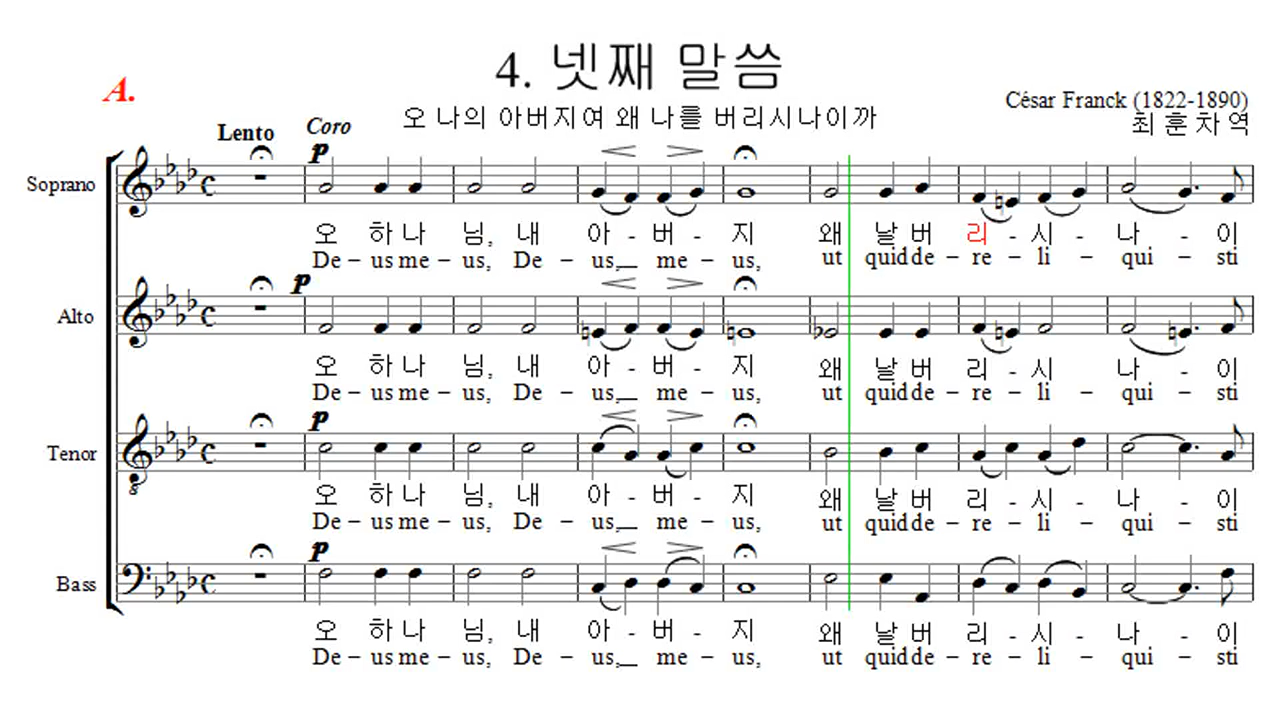 4. 넷째 말씀
A.
César Franck (1822-1890)
오 나의 아버지여 왜 나를 버리시나이까
최 훈 차 역
Lento
Coro
p
Soprano
오 하 나 님, 내 아 - 버 - 지 왜 날 버 리 - 시 - 나 - 이
De – us me – us, De – us,__ me – us, ut quid de – re – li – qui – sti
p
Alto
오 하 나 님, 내 아 - 버 - 지 왜 날 버 리 - 시 - 나 - 이
De – us me – us, De – us,__ me – us, ut quid de – re – li – qui – sti
p
Tenor
8
오 하 나 님, 내 아 - 버 - 지 왜 날 버 리 - 시 - 나 - 이
De – us me – us, De – us,__ me – us, ut quid de – re – li – qui – sti
p
Bass
오 하 나 님, 내 아 - 버 - 지 왜 날 버 리 - 시 - 나 - 이
De – us me – us, De – us,__ me – us, ut quid de – re – li – qui – sti